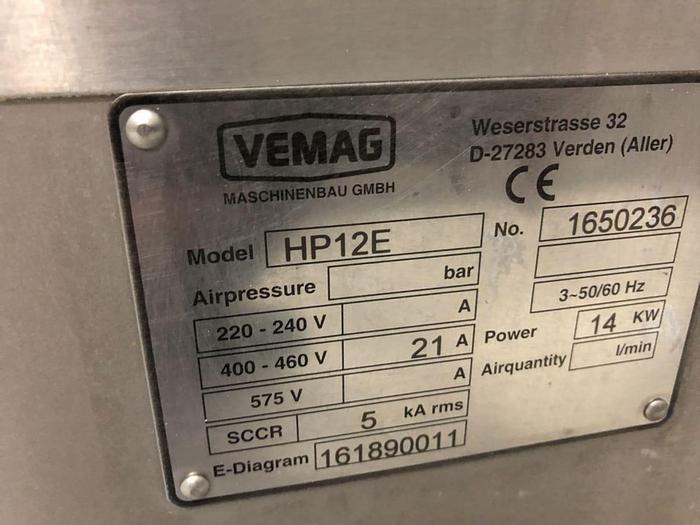 VEMAG
MASCHINENBAU GMBH
Weserstrasse 32
D-27283 Verden (Aller)
CE
Model HP12E
No. 1650236
Airpressure bar
3~50/60 Hz
220 - 240 V A
400 - 460 V 21 A
Power 14 KW
575 V A
Airquantity l/min
SCCR 5 kA rms
E-Diagram 161890011